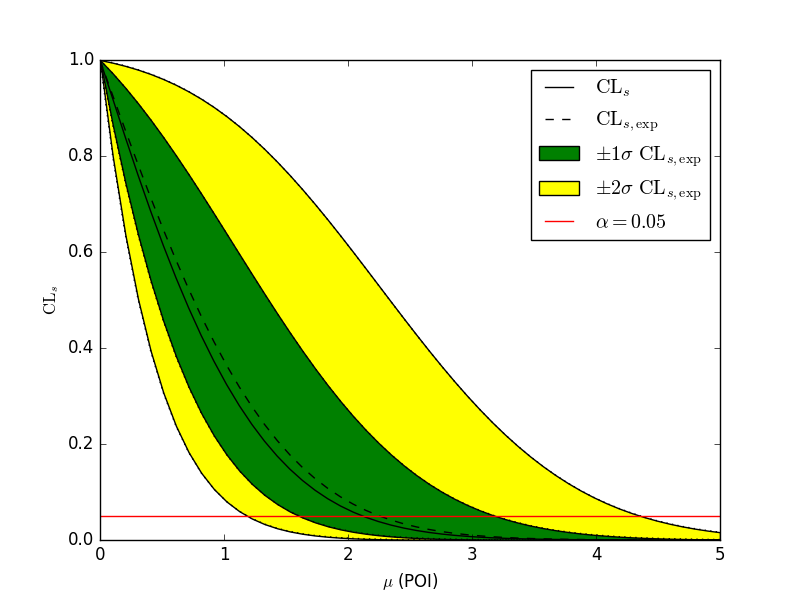 1.0
0.8
0.6
0.4
0.2
0.0
CLs
0 1 2 3 4 5
μ (POI)
CLs
CLs,exp
±1σ CLs,exp
±2σ CLs,exp
α = 0.05